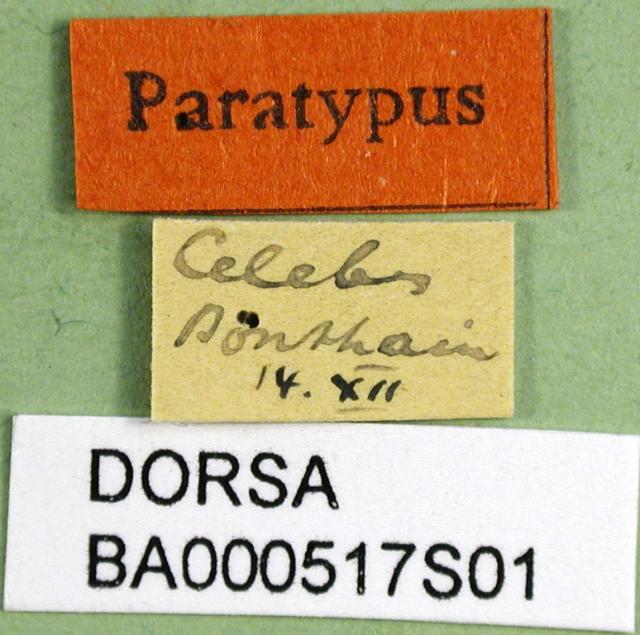 Paratypus
Celebes
Bonthain
14. XII
DORSA
BA000517S01